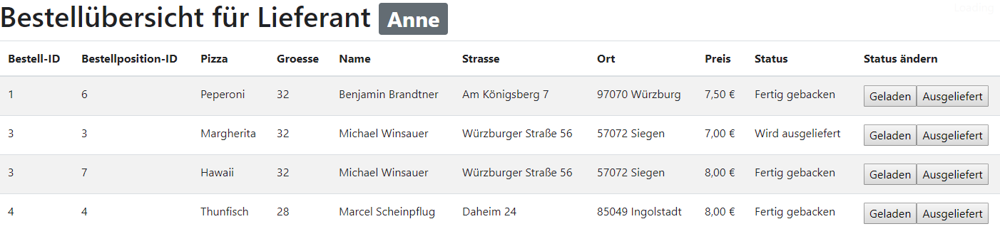 Bestellübersicht für Lieferant Anne
Loading
Bestell-ID Bestellposition-ID Pizza Groesse Name Strasse Ort Preis Status Status ändern
1 6 Peperoni 32 Benjamin Brandtner Am Königsberg 7 97070 Würzburg 7,50 € Fertig gebacken Geladen Ausgeliefert
3 3 Margherita 32 Michael Winsauer Würzburger Straße 56 57072 Siegen 7,00 € Wird ausgeliefert Geladen Ausgeliefert
3 7 Hawaii 32 Michael Winsauer Würzburger Straße 56 57072 Siegen 8,00 € Fertig gebacken Geladen Ausgeliefert
4 4 Thunfisch 28 Marcel Scheinpflug Daheim 24 85049 Ingolstadt 8,00 € Fertig gebacken Geladen Ausgeliefert